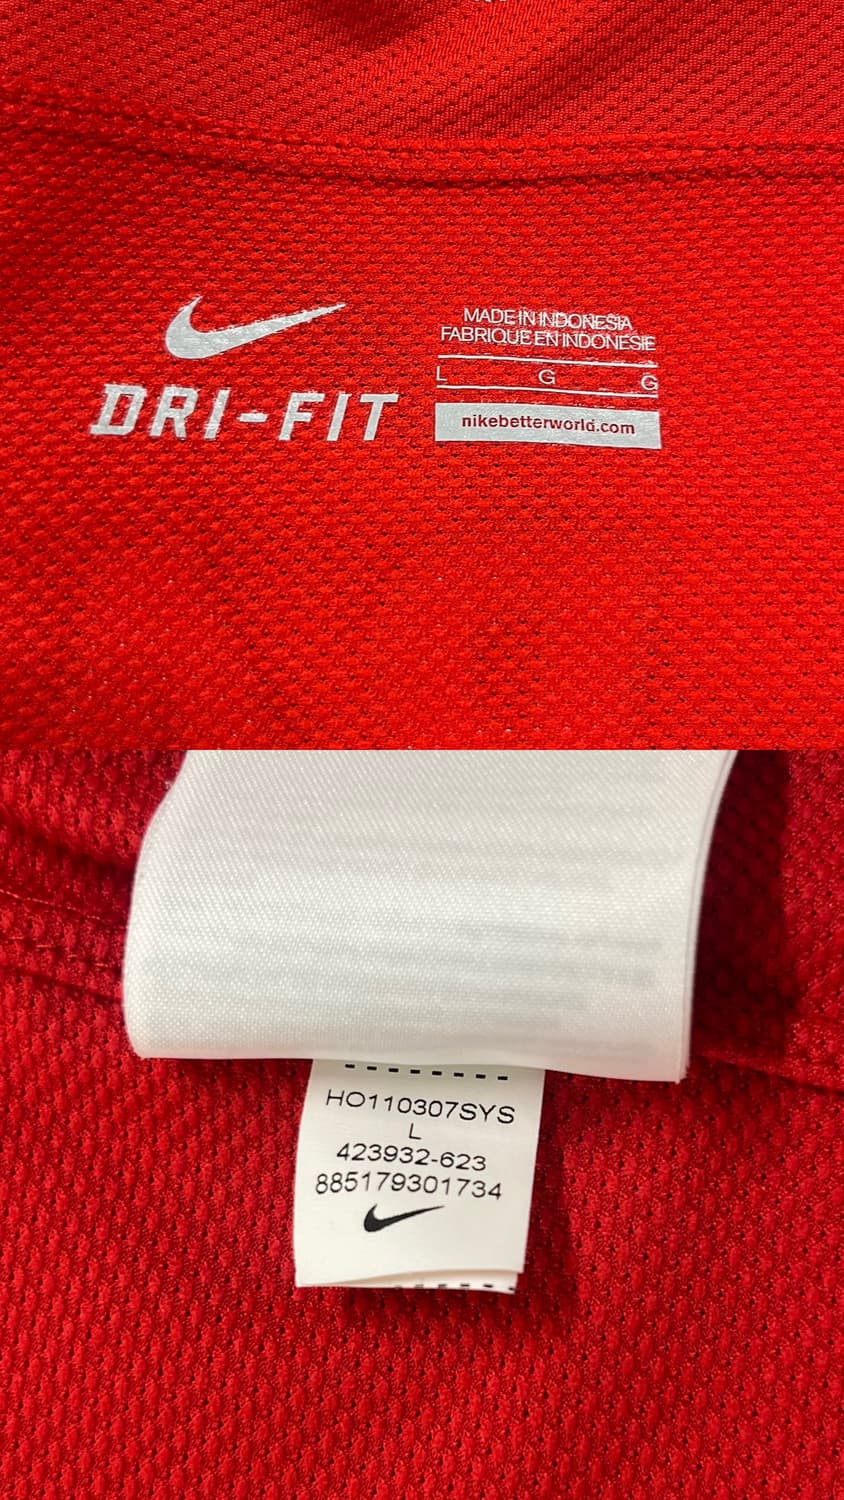 DRI-FIT
MADE IN INDONESIA
FABRIQUE EN INDONESIE
L G G
nikebetterworld.com
HO110307SYS
L
423932-623
885179301734